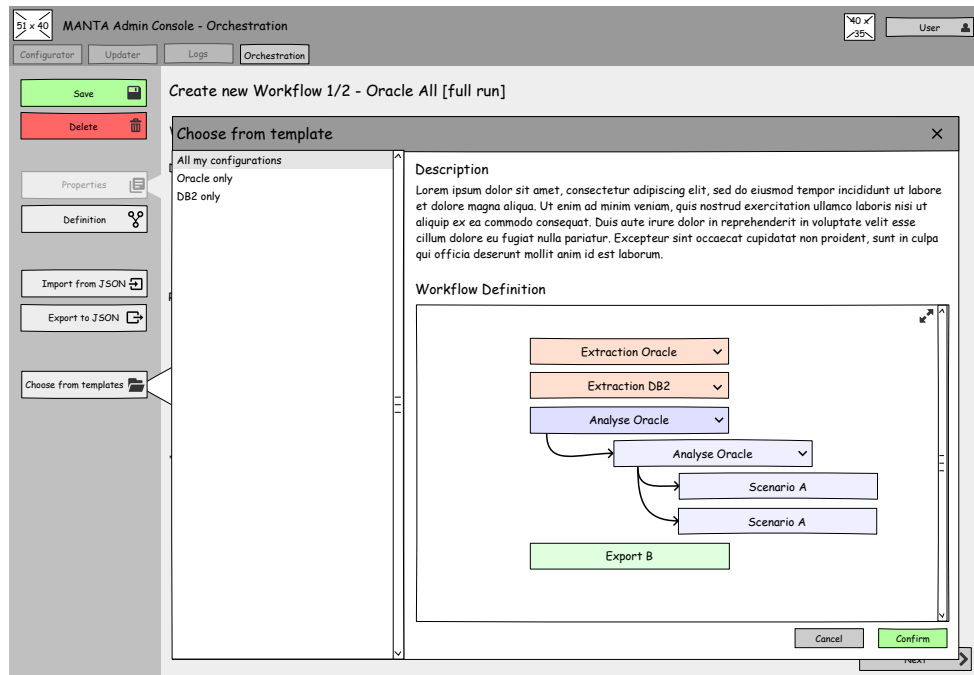 51 x 40
MANTA Admin Console - Orchestration
40 x 35
User
Configurator
Updater
Logs
Orchestration
Save
Create new Workflow 1/2 - Oracle All [full run]
Delete
Choose from template
All my configurations
Oracle only
DB2 only
Description
Lorem ipsum dolor sit amet, consectetur adipiscing elit, sed do eiusmod tempor incididunt ut labore
et dolore magna aliqua. Ut enim ad minim veniam, quis nostrud exercitation ullamco laboris nisi ut
aliquip ex ea commodo consequat. Duis aute irure dolor in reprehenderit in voluptate velit esse
cillum dolore eu fugiat nulla pariatur. Excepteur sint occaecat cupidatat non proident, sunt in culpa
qui officia deserunt mollit anim id est laborum.
Properties
Definition
Import from JSON
Export to JSON
Choose from templates
Workflow Definition
Extraction Oracle
Extraction DB2
Analyse Oracle
Analyse Oracle
Scenario A
Scenario A
Export B
Cancel
Confirm
Next